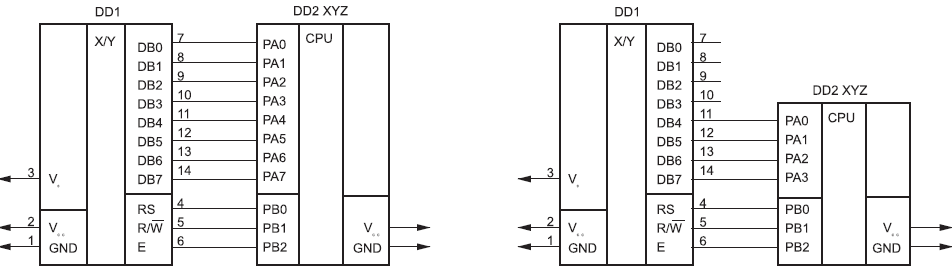 DD1 DD2 XYZ DD1
X/Y CPU X/Y
DB0 7 PA0 DB0 7
DB1 8 PA1 DB1 8
DB2 9 PA2 DB2 9 DD2 XYZ
DB3 10 PA3 DB3 10 CPU
DB4 11 PA4 DB4 11 PA0
DB5 12 PA5 DB5 12 PA1
DB6 13 PA6 DB6 13 PA2
3 V DB7 14 PA7 3 V DB7 14 PA3
RS 4 PB0 RS 4 PB0
2 V R/W 5 PB1 V 2 V R/W 5 PB1 V
1 GND E 6 PB2 GND 1 GND E 6 PB2 GND